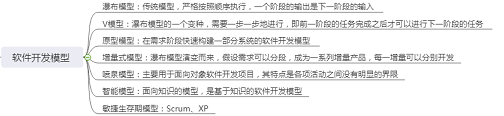 瀑布模型：传统模型，严格按照顺序执行，一个阶段的输出是下一阶段的输入
V模型：瀑布模型的一个变种，需要一步一步地进行，即前一阶段的任务完成之后才可以进行下一阶段的任务
原型模型：在需求阶段快速构建一部分系统的软件开发模型
软件开发模型
增量式模型：瀑布模型演变而来，假设需求可以分段，成为一系列增量产品，每一增量可以分别开发
喷泉模型：主要用于面向对象软件开发项目，其特点是各项活动之间没有明显的界限
智能模型：面向知识的模型，是基于知识的软件开发模型
敏捷生存期模型：Scrum、XP